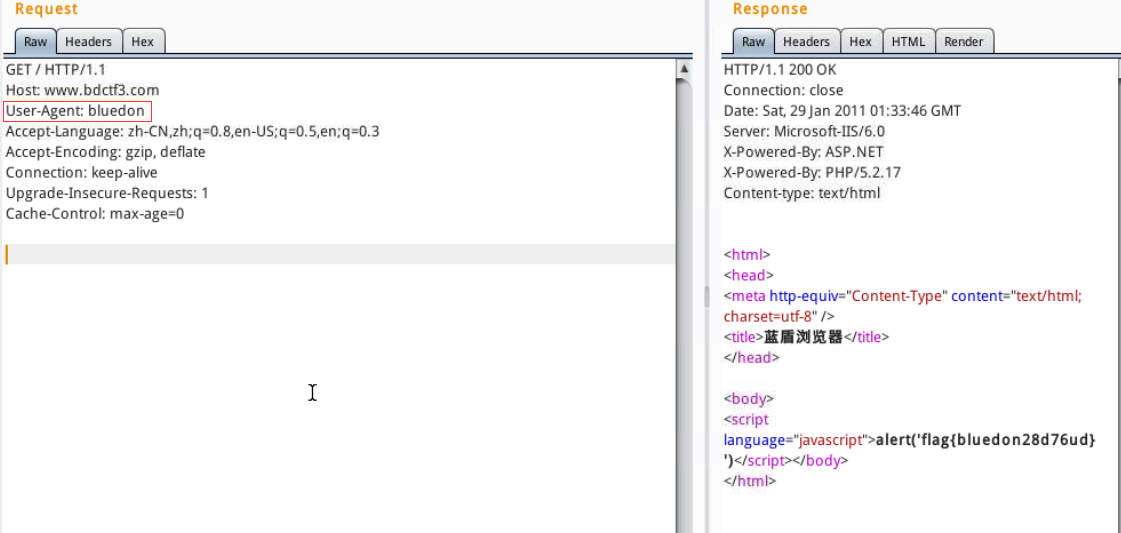 Request
Raw Headers Hex
GET / HTTP/1.1
Host: www.bdctf3.com
User-Agent: bluedon
Accept-Language: zh-CN,zh;q=0.8,en-US;q=0.5,en;q=0.3
Accept-Encoding: gzip, deflate
Connection: keep-alive
Upgrade-Insecure-Requests: 1
Cache-Control: max-age=0
Response
Raw Headers Hex HTML Render
HTTP/1.1 200 OK
Connection: close
Date: Sat, 29 Jan 2011 01:33:46 GMT
Server: Microsoft-IIS/6.0
X-Powered-By: ASP.NET
X-Powered-By: PHP/5.2.17
Content-type: text/html
<html>
<head>
<meta http-equiv="Content-Type" content="text/html;
charset=utf-8" />
<title>蓝盾浏览器</title>
</head>
<body>
<script
language="javascript">alert('flag{bluedon28d76ud}
')</script></body>
</html>